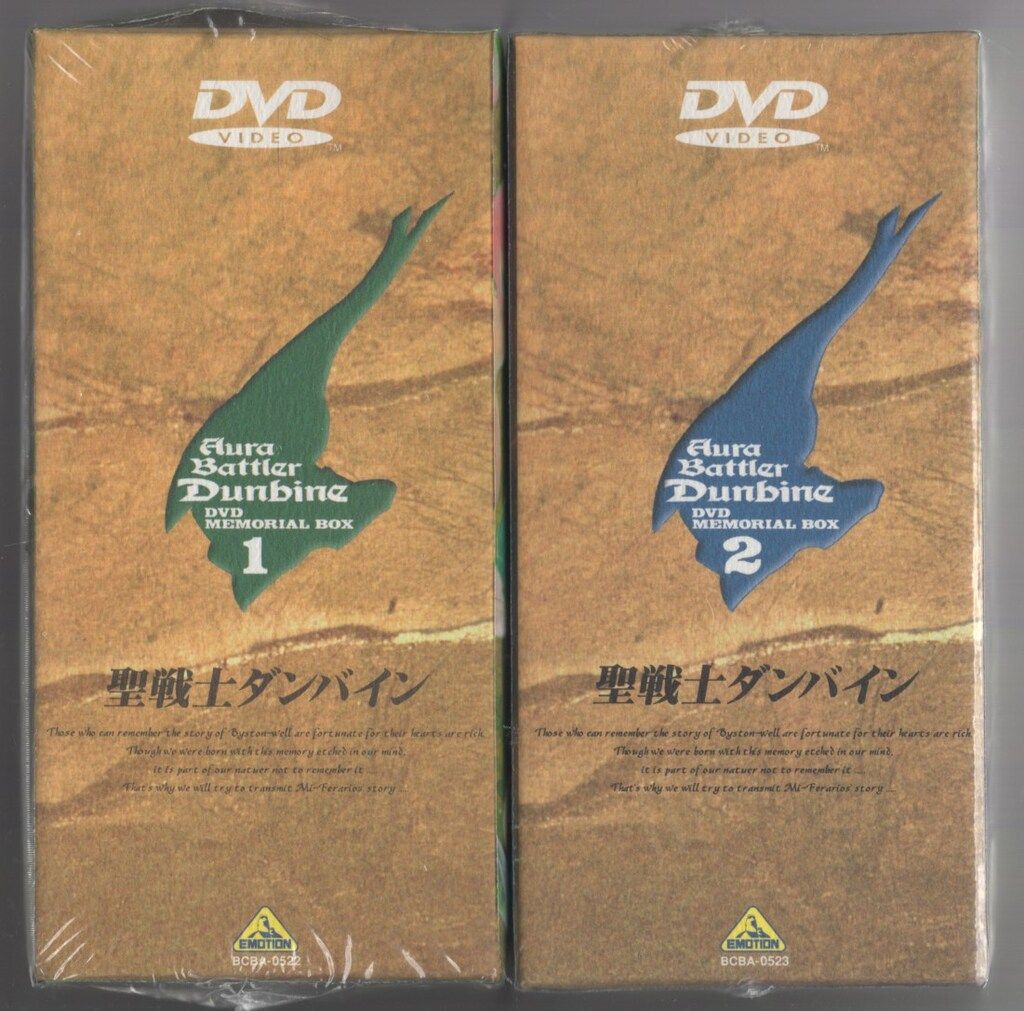 DVD
VIDEO
TM
Aura
Battler
Dunbine
DVD
MEMORIAL BOX
1
聖戦士ダンバイン
Those who can remember the story of Byston-well are fortunate for their hearts are rich
Though we were born with this memory etched in our mind,
it is part of our natuer not to remember it ....
That's why we will try to transmit Mi-Ferarios' story ...
EMOTION
BCBA-0522
DVD
VIDEO
TM
Aura
Battler
Dunbine
DVD
MEMORIAL BOX
2
聖戦士ダンバイン
Those who can remember the story of Byston-well are fortunate for their hearts are rich
Though we were born with this memory etched in our mind,
it is part of our natuer not to remember it ....
That's why we will try to transmit Mi-Ferarios' story ...
EMOTION
BCBA-0523